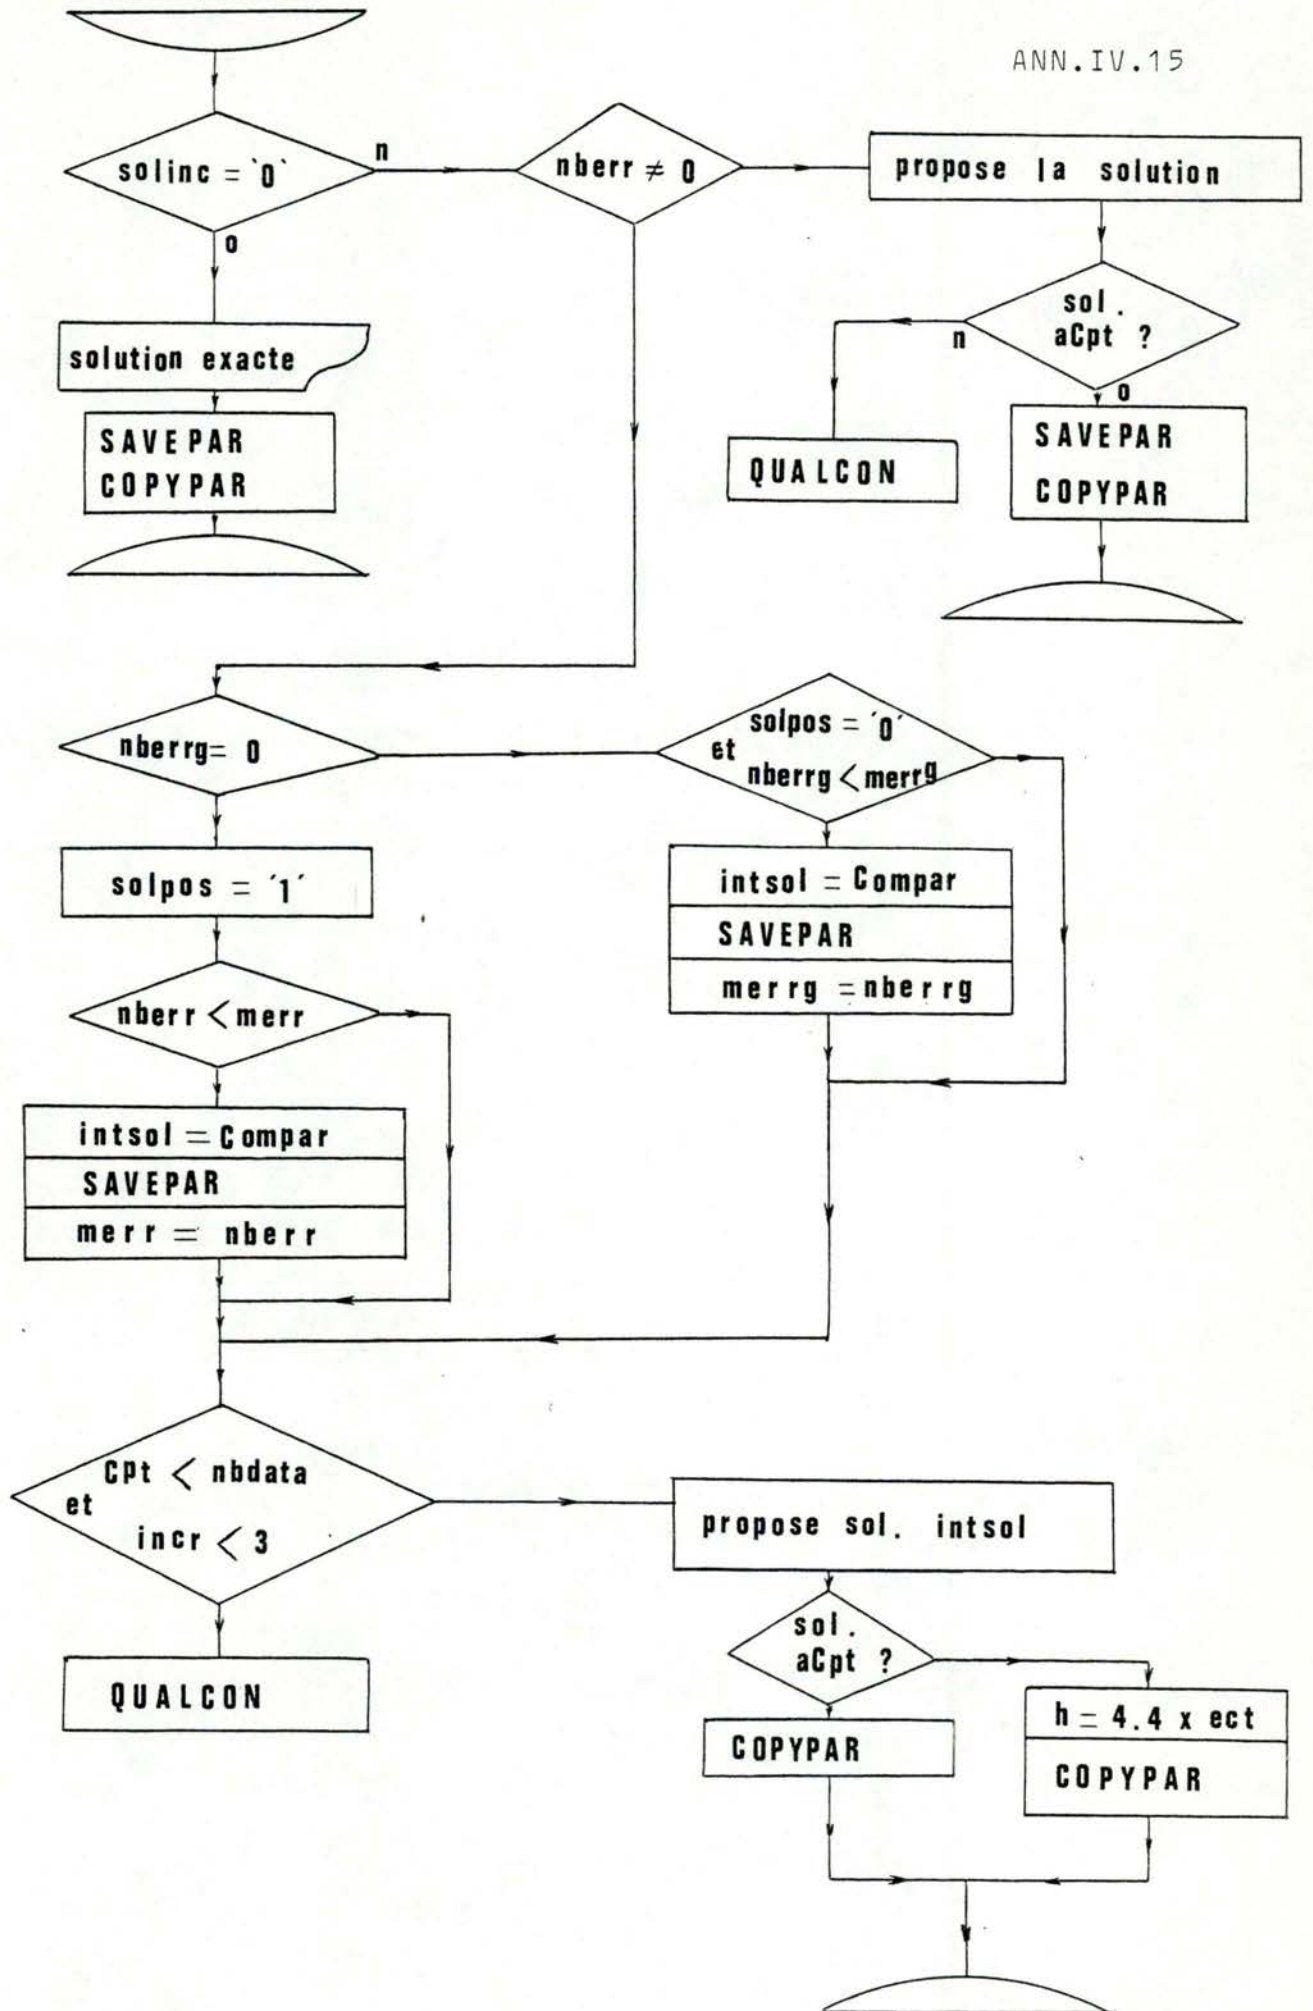 ANN.IV.15
solinc = '0'
n
o
nberr ≠ 0
propose la solution
sol.
aCpt ?
n
o
solution exacte
SAVEPAR
COPYPAR
QUALCON
SAVEPAR
COPYPAR
nberrg= 0
solpos = '0'
et
nberrg < merrg
solpos = '1'
intsol = Compar
SAVEPAR
merrg = nberrg
nberr < merr
intsol = Compar
SAVEPAR
merr = nberr
Cpt < nbdata
et
incr < 3
propose sol. intsol
sol.
aCpt ?
QUALCON
COPYPAR
h = 4.4 x ect
COPYPAR